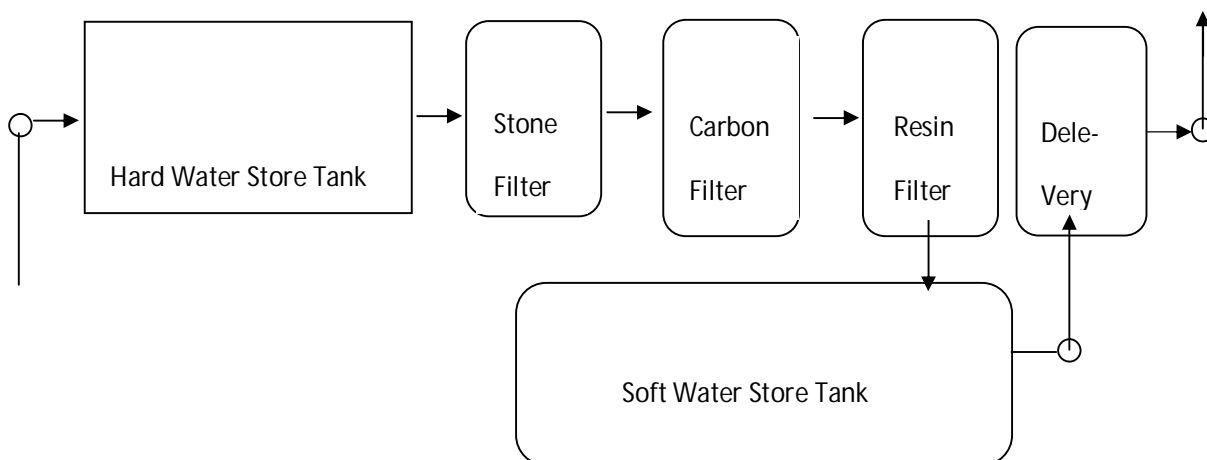 Hard Water Store Tank
Stone
Filter
Carbon
Filter
Resin
Filter
Dele-
Very
Soft Water Store Tank